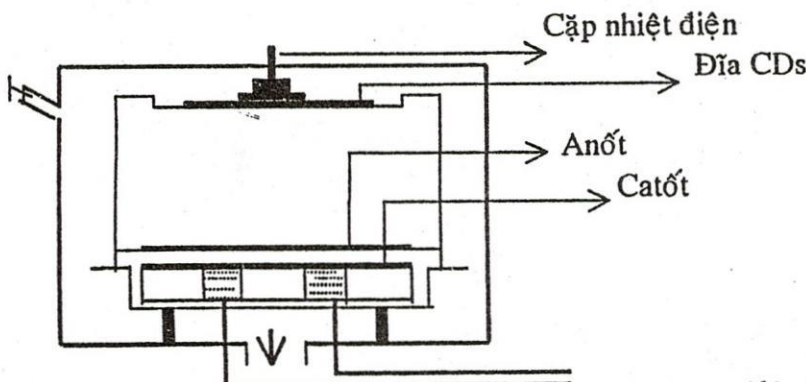 Cặp nhiệt điện
Đĩa CDs
Anốt
Catốt